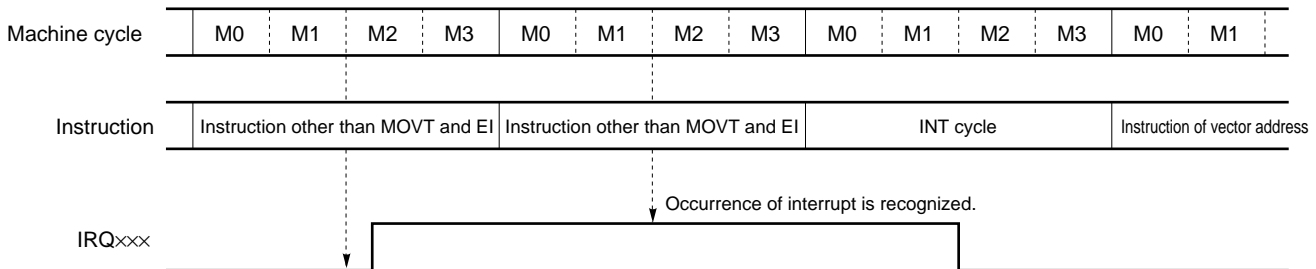 Machine cycle M0 M1 M2 M3 M0 M1 M2 M3 M0 M1 M2 M3 M0 M1
Instruction Instruction other than MOVT and EI Instruction other than MOVT and EI INT cycle Instruction of vector address
Occurrence of interrupt is recognized.
IRQ×××